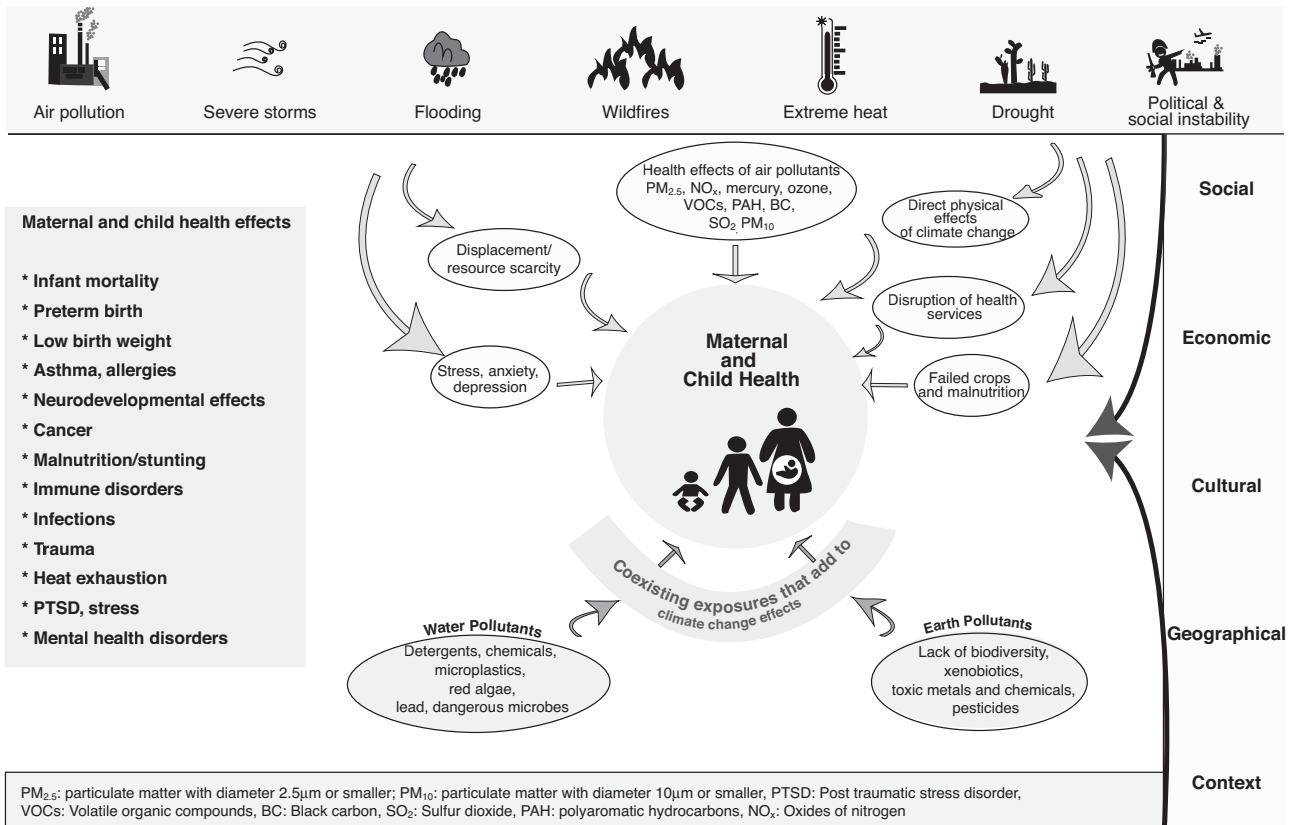 Air pollution
Severe storms
Flooding
Wildfires
Extreme heat
Drought
Political &
social instability
Maternal and child health effects
* Infant mortality
* Preterm birth
* Low birth weight
* Asthma, allergies
* Neurodevelopmental effects
* Cancer
* Malnutrition/stunting
* Immune disorders
* Infections
* Trauma
* Heat exhaustion
* PTSD, stress
* Mental health disorders
Displacement/
resource scarcity
Stress, anxiety,
depression
Health effects of air pollutants
PM₂.₅, NOₓ, mercury, ozone,
VOCs, PAH, BC,
SO₂, PM₁₀
Direct physical
effects
of climate change
Disruption of health
services
Failed crops
and malnutrition
Maternal
and
Child Health
Coexisting exposures that add to
climate change effects
Water Pollutants
Detergents, chemicals,
microplastics,
red algae,
lead, dangerous microbes
Earth Pollutants
Lack of biodiversity,
xenobiotics,
toxic metals and chemicals,
pesticides
Social
Economic
Cultural
Geographical
Context
PM₂.₅: particulate matter with diameter 2.5μm or smaller; PM₁₀: particulate matter with diameter 10μm or smaller, PTSD: Post traumatic stress disorder,
VOCs: Volatile organic compounds, BC: Black carbon, SO₂: Sulfur dioxide, PAH: polyaromatic hydrocarbons, NOₓ: Oxides of nitrogen